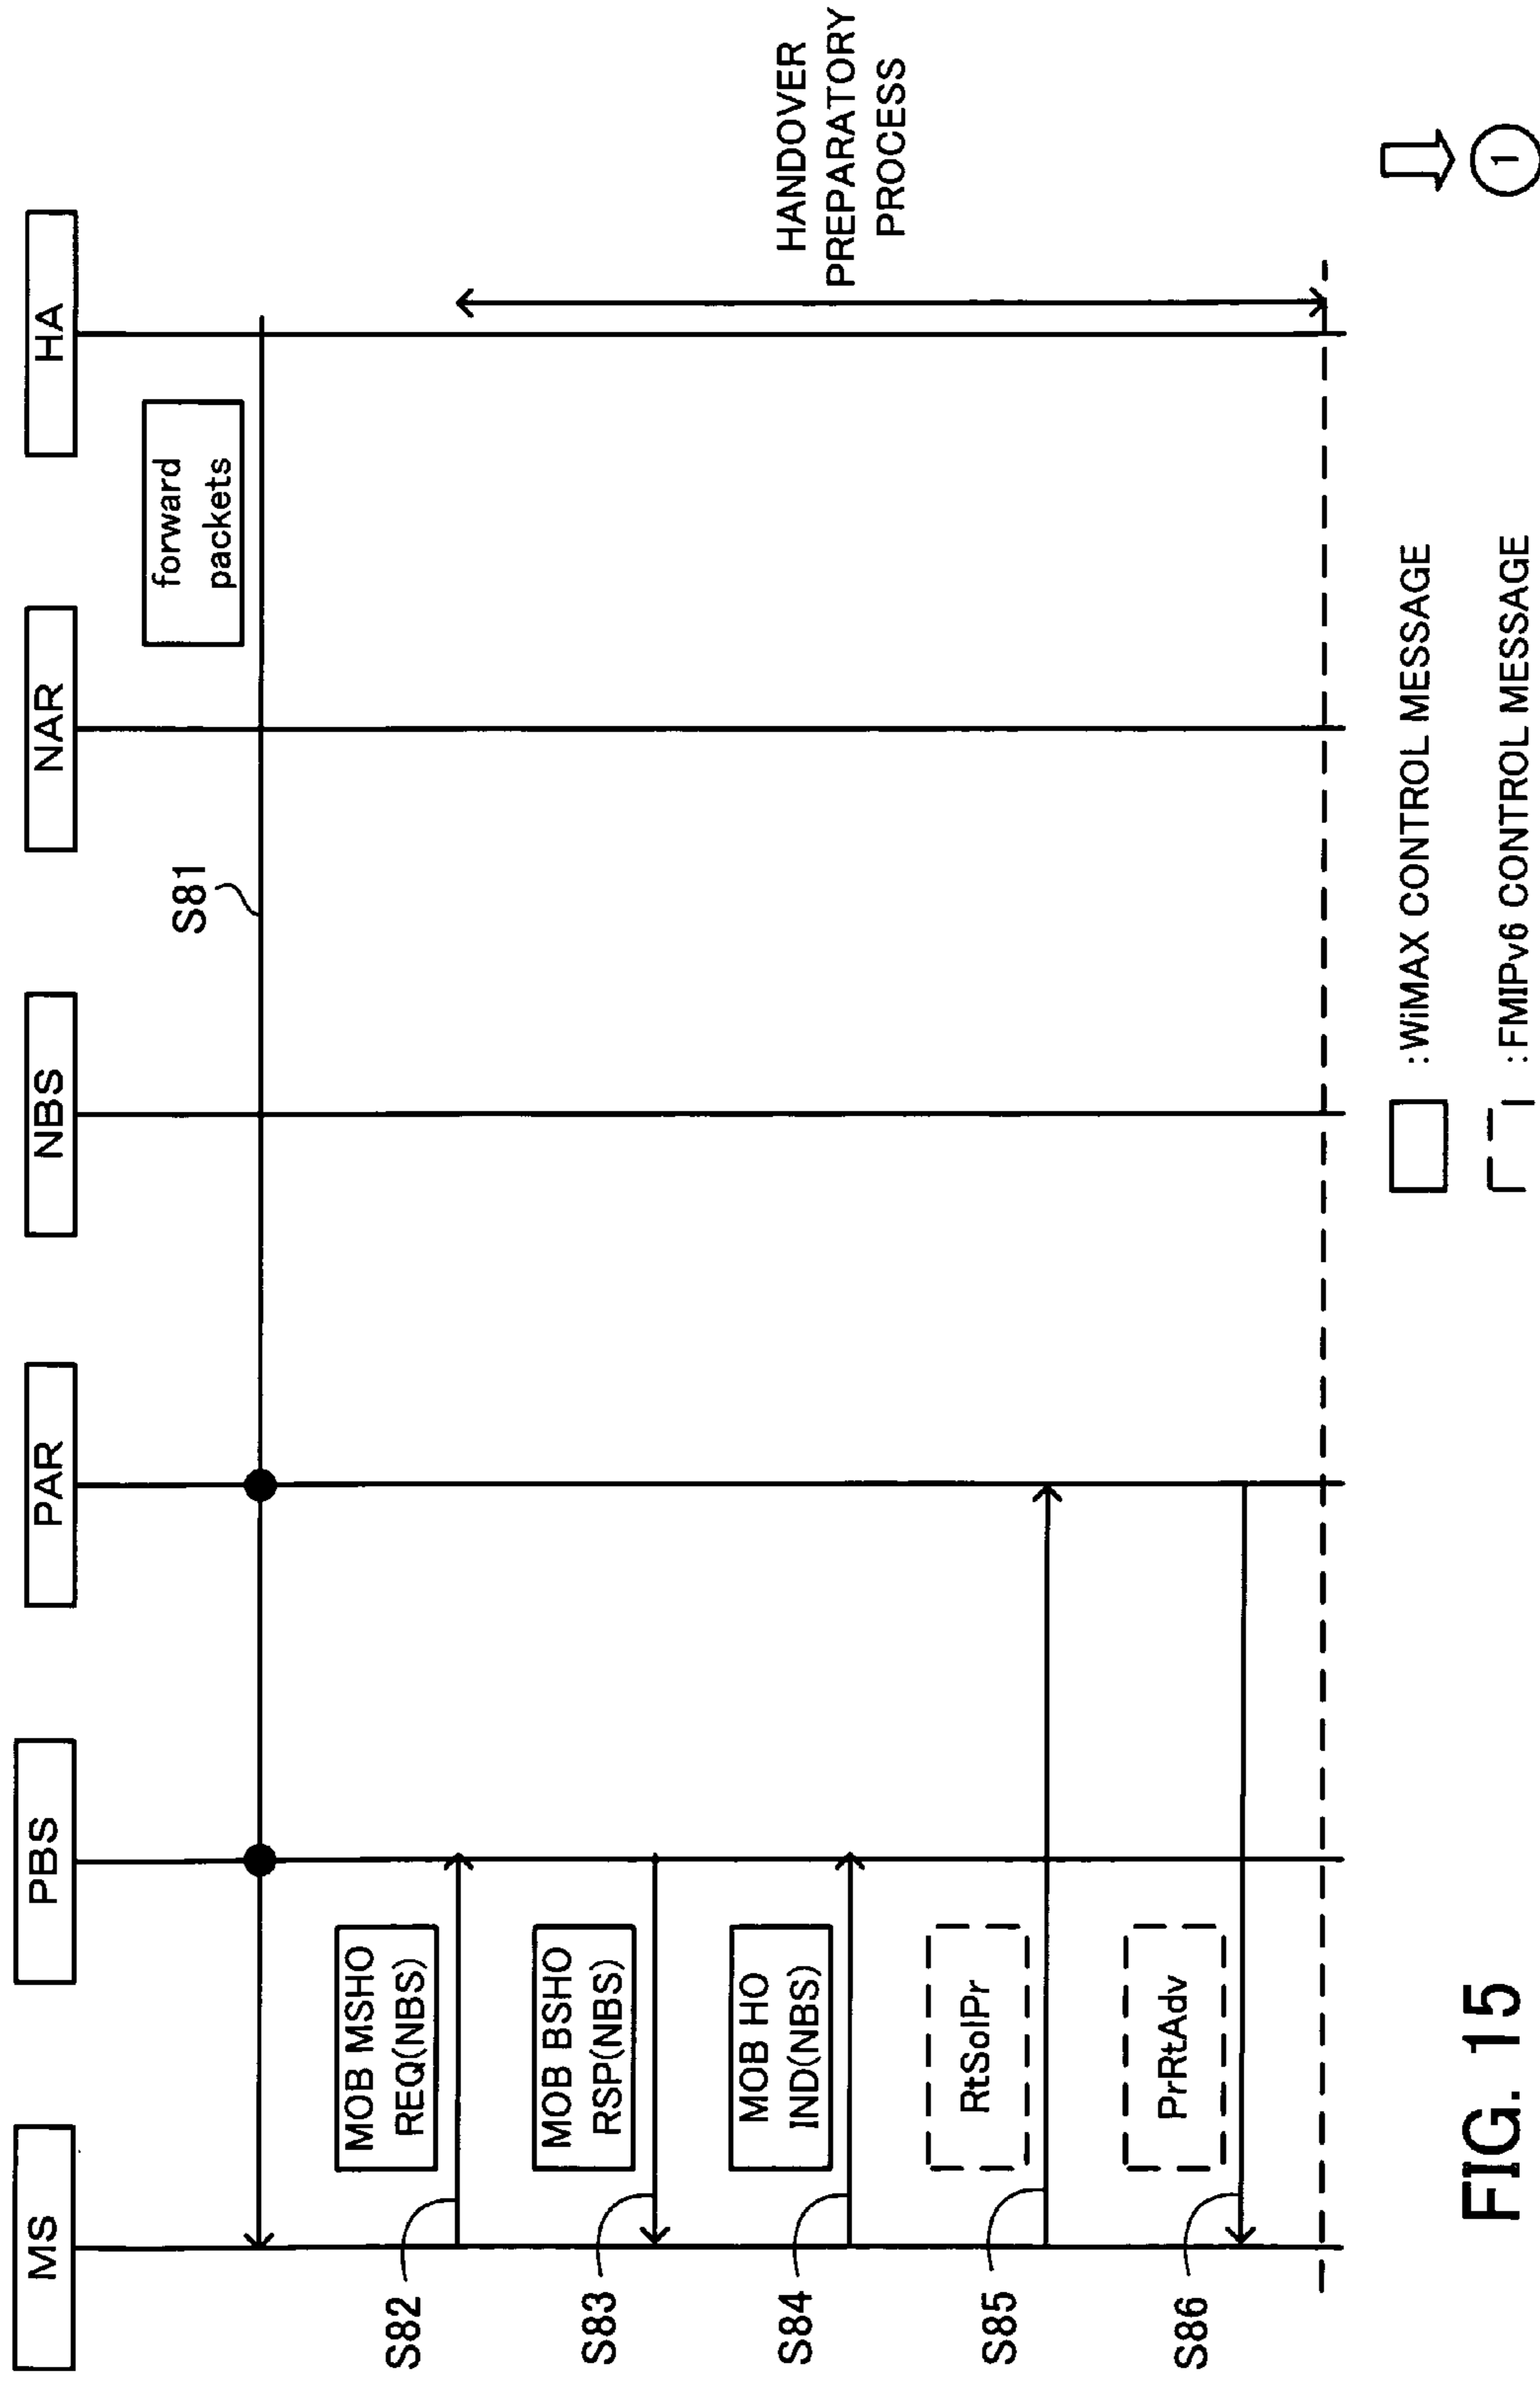 MS
PBS
PAR
NBS
NAR
HA
forward
packets
S81
S82
MOB MSHO
REQ(NBS)
S83
MOB BSHO
RSP(NBS)
S84
MOB HO
IND(NBS)
S85
RtSolPr
S86
PrRtAdv
HANDOVER
PREPARATORY
PROCESS
:WiMAX CONTROL MESSAGE
:FMIPv6 CONTROL MESSAGE
1
FIG. 15